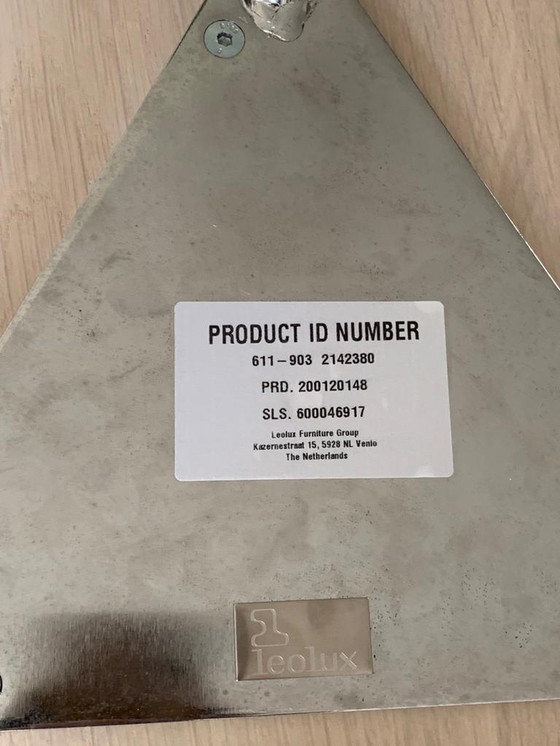 PRODUCT ID NUMBER
611-903 2142380
PRD. 200120148
SLS. 600046917
Leolux Furniture Group
Kazernestraat 15, 5928 NL Venlo
The Netherlands
leolux